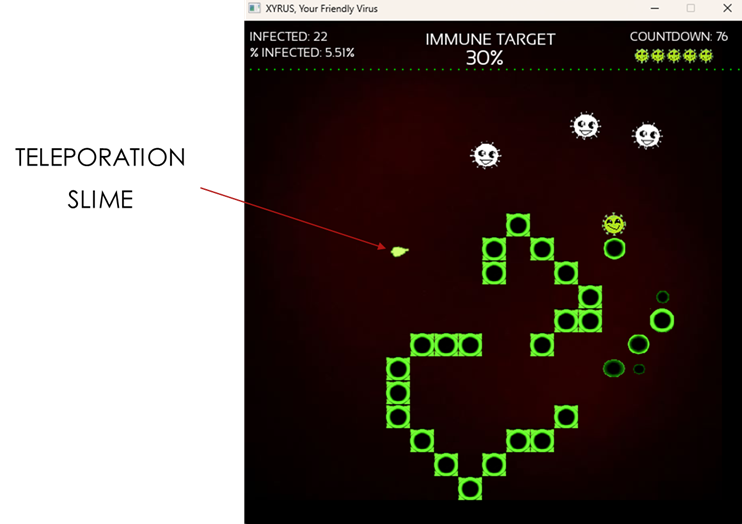 XYRUS, Your Friendly Virus
INFECTED: 22
% INFECTED: 5.51%
IMMUNE TARGET
30%
COUNTDOWN: 76
TELEPORATION
SLIME